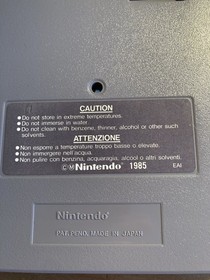 CAUTION
•Do not store in extreme temperatures.
•Do not immerse in water.
•Do not clean with benzene, thinner, alcohol or other such
solvents.
ATTENZIONE
•Non esporre a temperature troppo basse o elevate.
•Non immergere nell'acqua.
•Non pulire con benzina, acquaragia, alcool o altri solventi.
©M Nintendo 1985 EAI
Nintendo®
PAT. PEND. MADE IN JAPAN